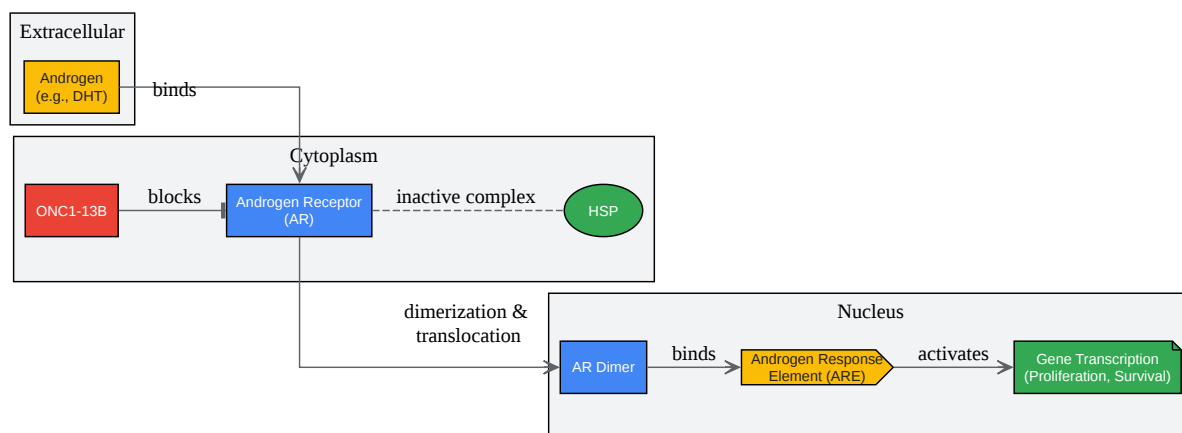 Extracellular
Androgen
(e.g., DHT)
binds
Cytoplasm
ONC1-13B
blocks
Androgen Receptor
(AR)
inactive complex
HSP
dimerization &
translocation
Nucleus
AR Dimer
binds
Androgen Response
Element (ARE)
activates
Gene Transcription
(Proliferation, Survival)